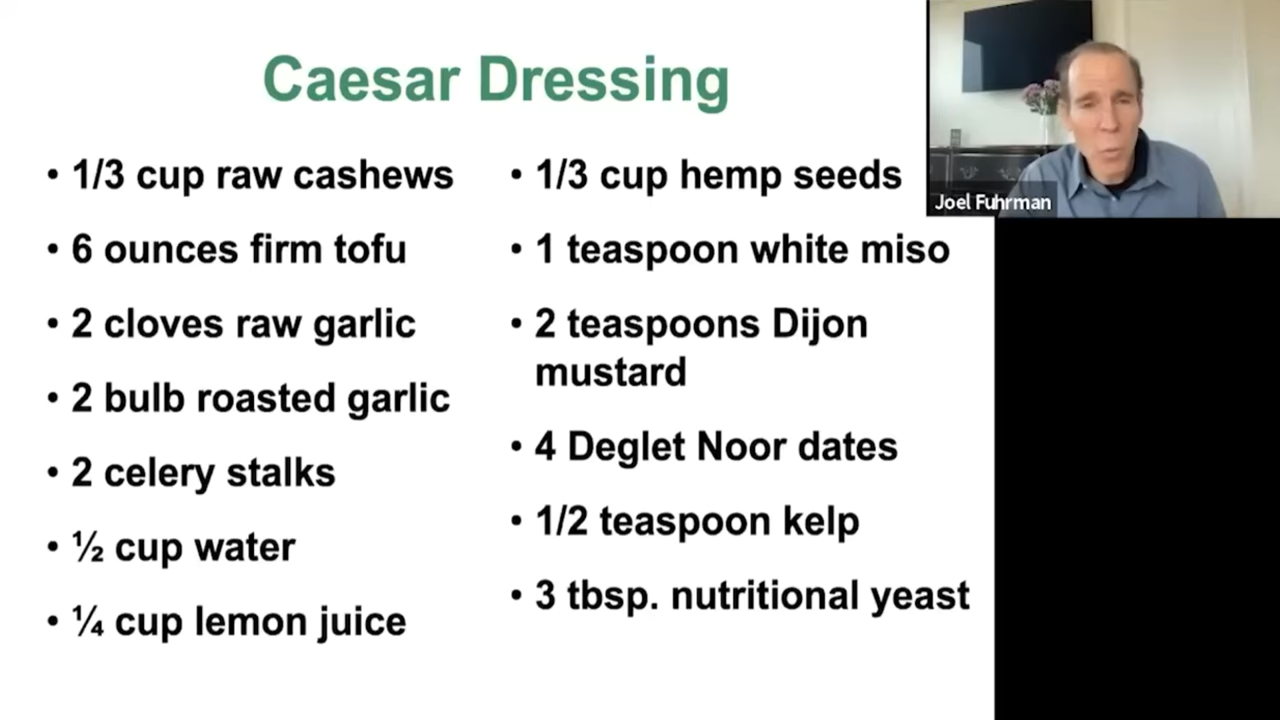 Caesar Dressing
• 1/3 cup raw cashews
• 6 ounces firm tofu
• 2 cloves raw garlic
• 2 bulb roasted garlic
• 2 celery stalks
• ½ cup water
• ¼ cup lemon juice
• 1/3 cup hemp seeds
• 1 teaspoon white miso
• 2 teaspoons Dijon
mustard
• 4 Deglet Noor dates
• 1/2 teaspoon kelp
• 3 tbsp. nutritional yeast
Joel Fuhrman